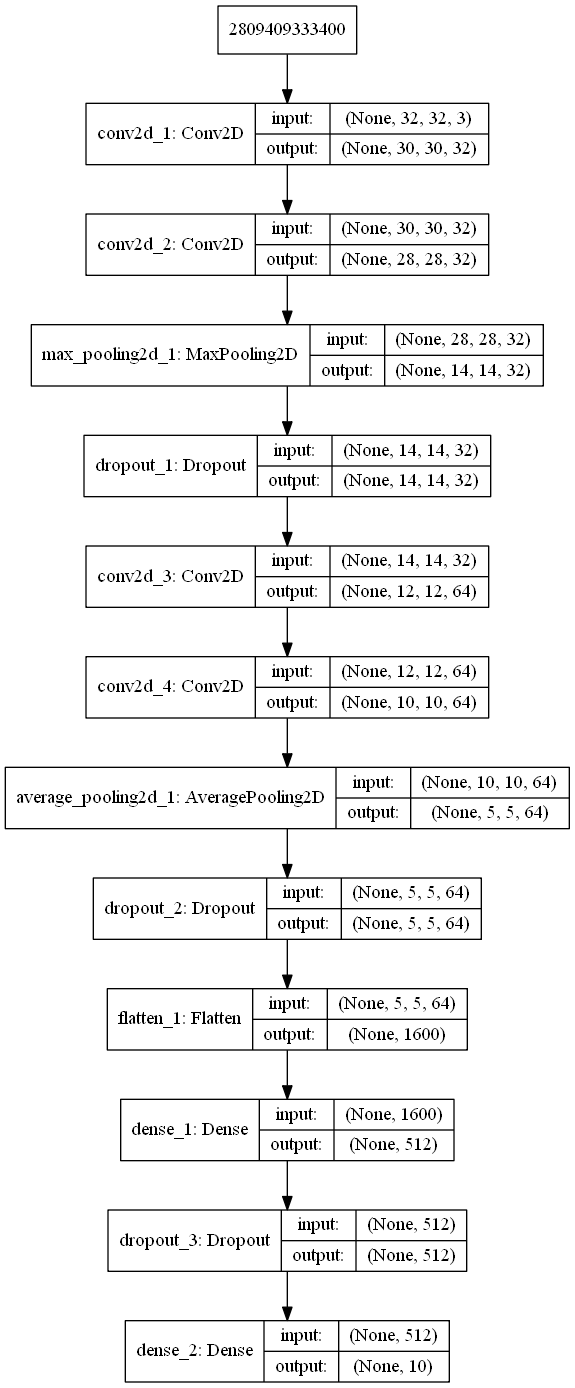 2809409333400
conv2d_1: Conv2D
input:
(None, 32, 32, 3)
output:
(None, 30, 30, 32)
conv2d_2: Conv2D
input:
(None, 30, 30, 32)
output:
(None, 28, 28, 32)
max_pooling2d_1: MaxPooling2D
input:
(None, 28, 28, 32)
output:
(None, 14, 14, 32)
dropout_1: Dropout
input:
(None, 14, 14, 32)
output:
(None, 14, 14, 32)
conv2d_3: Conv2D
input:
(None, 14, 14, 32)
output:
(None, 12, 12, 64)
conv2d_4: Conv2D
input:
(None, 12, 12, 64)
output:
(None, 10, 10, 64)
average_pooling2d_1: AveragePooling2D
input:
(None, 10, 10, 64)
output:
(None, 5, 5, 64)
dropout_2: Dropout
input:
(None, 5, 5, 64)
output:
(None, 5, 5, 64)
flatten_1: Flatten
input:
(None, 5, 5, 64)
output:
(None, 1600)
dense_1: Dense
input:
(None, 1600)
output:
(None, 512)
dropout_3: Dropout
input:
(None, 512)
output:
(None, 512)
dense_2: Dense
input:
(None, 512)
output:
(None, 10)